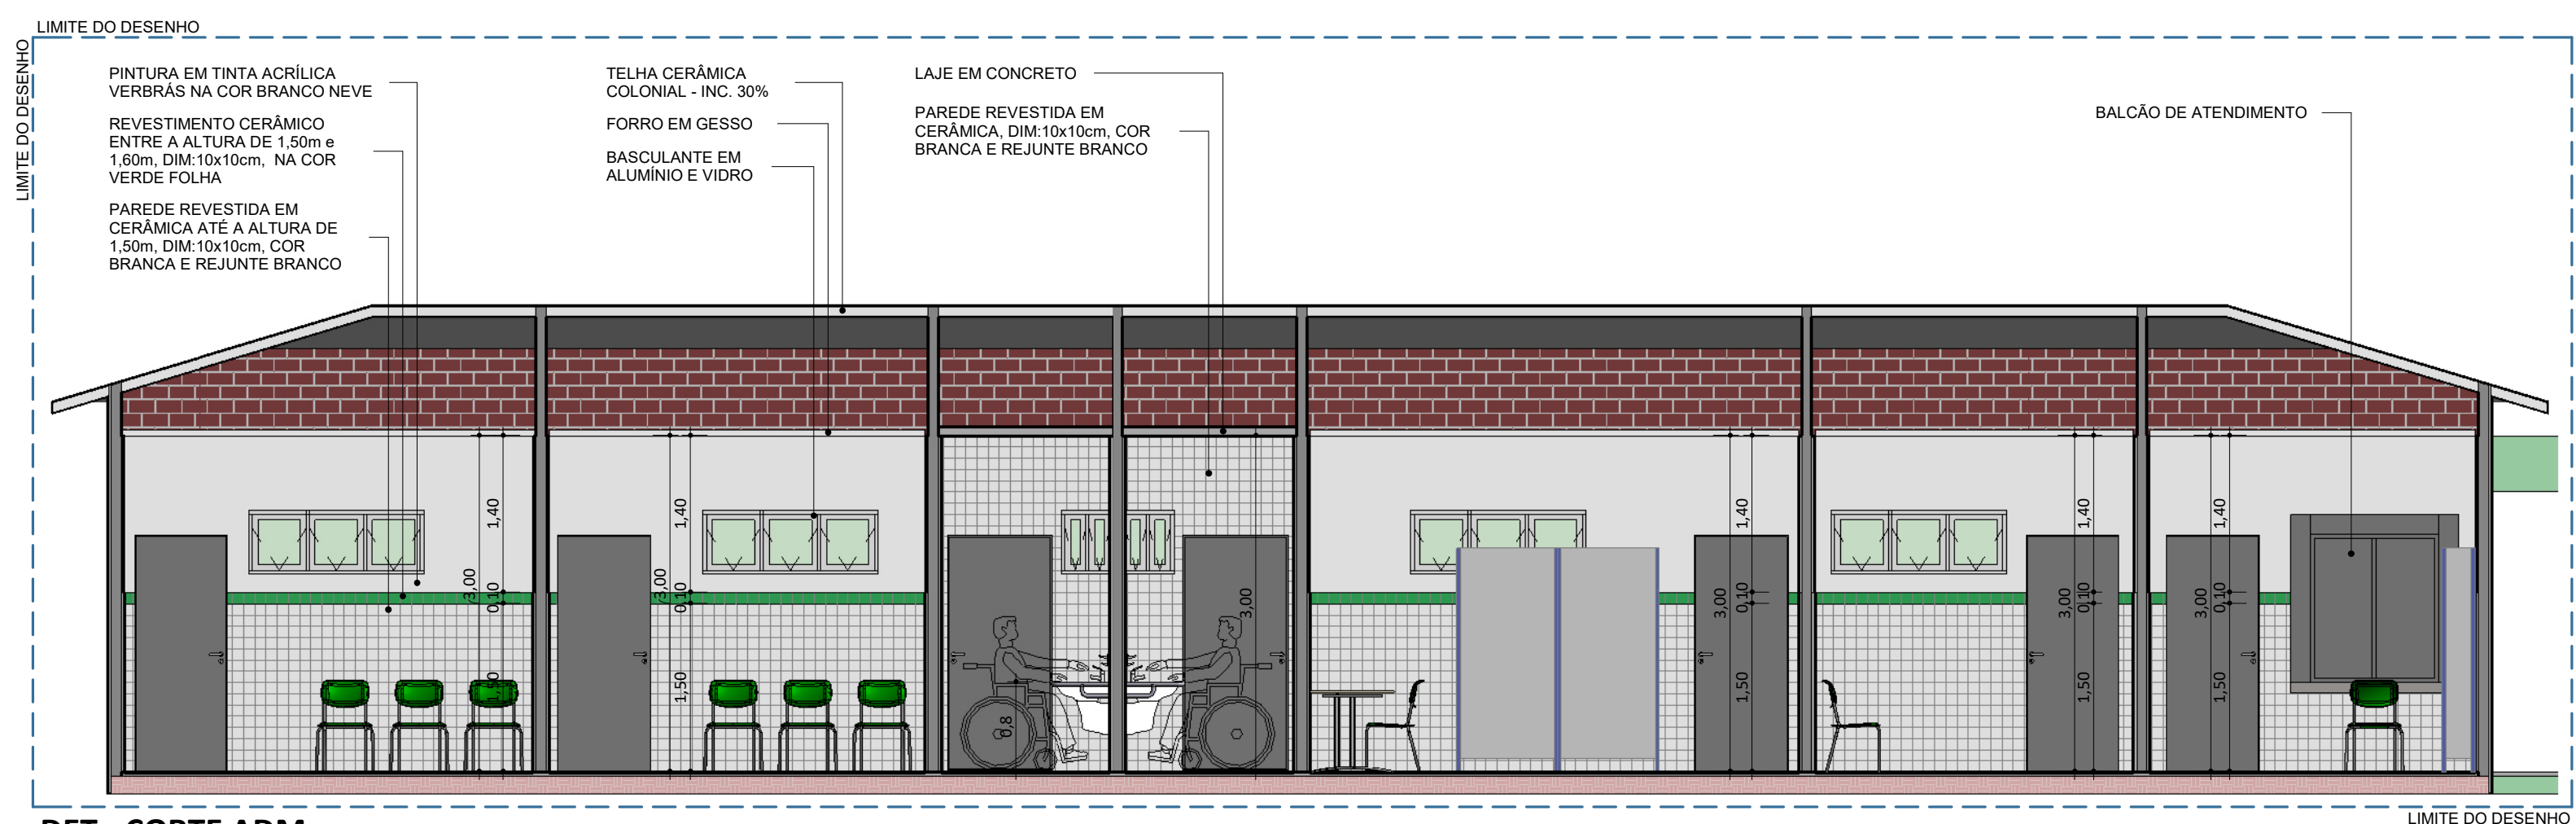 LIMITE DO DESENHO
LIMITE DO DESENHO
PINTURA EM TINTA ACRÍLICA
VERBRÁS NA COR BRANCO NEVE
REVESTIMENTO CERÂMICO
ENTRE A ALTURA DE 1,50m e
1,60m, DIM:10x10cm, NA COR
VERDE FOLHA
PAREDE REVESTIDA EM
CERÂMICA ATÉ A ALTURA DE
1,50m, DIM:10x10cm, COR
BRANCA E REJUNTE BRANCO
TELHA CERÂMICA
COLONIAL - INC. 30%
FORRO EM GESSO
BASCULANTE EM
ALUMÍNIO E VIDRO
LAJE EM CONCRETO
PAREDE REVESTIDA EM
CERÂMICA, DIM:10x10cm, COR
BRANCA E REJUNTE BRANCO
BALCÃO DE ATENDIMENTO
3,00
1,40
0,10
1,50
3,00
1,40
0,10
1,50
0,8
3,00
3,00
1,40
0,10
1,50
3,00
1,40
0,10
1,50
3,00
1,40
0,10
1,50
DET - CORTE ADM
LIMITE DO DESENHO